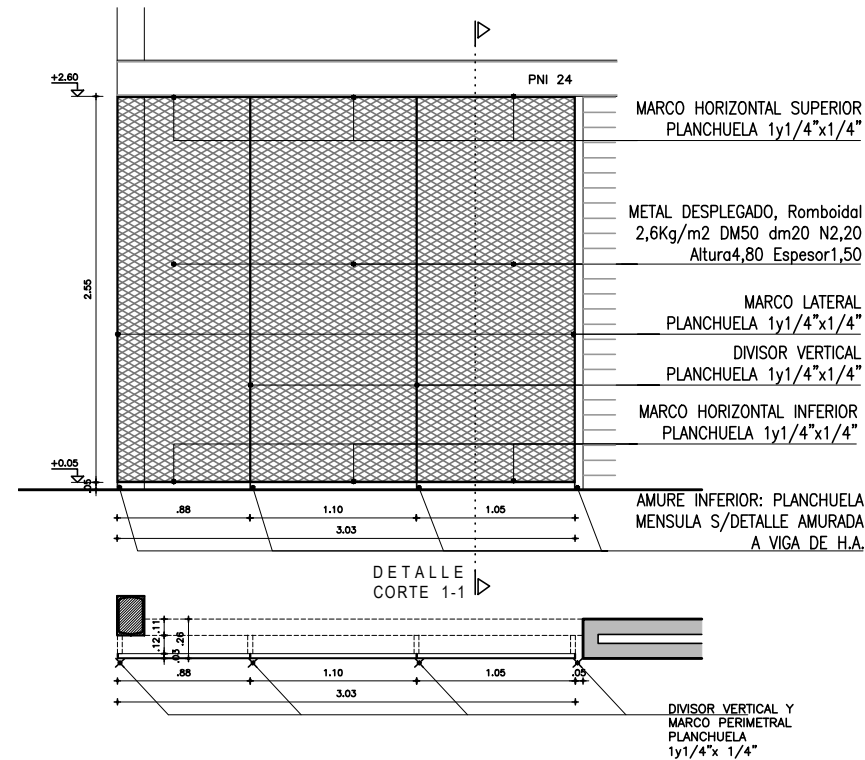 PNI 24
+2.60
MARCO HORIZONTAL SUPERIOR
PLANCHUELA 1y1/4"x1/4"
METAL DESPLEGADO, Romboidal
2,6Kg/m2 DM50 dm20 N2,20
Altura4,80 Espesor1,50
2.55
MARCO LATERAL
PLANCHUELA 1y1/4"x1/4"
DIVISOR VERTICAL
PLANCHUELA 1y1/4"x1/4"
MARCO HORIZONTAL INFERIOR
PLANCHUELA 1y1/4"x1/4"
+0.05
.05
AMURE INFERIOR: PLANCHUELA
MENSULA S/DETALLE AMURADA
A VIGA DE H.A.
.88 1.10 1.05
3.03
DETALLE
CORTE 1-1
.12 .11
.03 .26
.88 1.10 1.05 .05
3.03
DIVISOR VERTICAL Y
MARCO PERIMETRAL
PLANCHUELA
1y1/4"x 1/4"